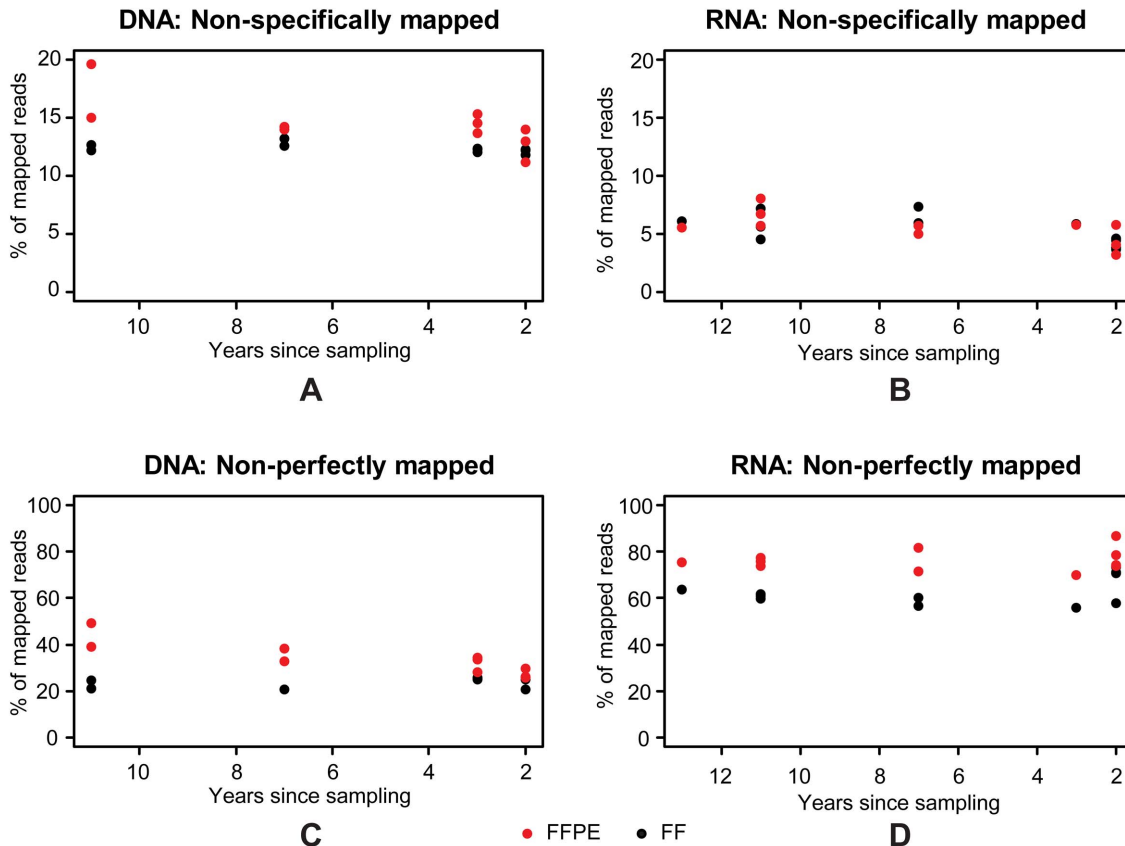 DNA: Non-specifically mapped
% of mapped reads
20
15
10
5
0
10 8 6 4 2
Years since sampling
A
RNA: Non-specifically mapped
% of mapped reads
20
15
10
5
0
12 10 8 6 4 2
Years since sampling
B
DNA: Non-perfectly mapped
% of mapped reads
100
80
60
40
20
0
10 8 6 4 2
Years since sampling
C
RNA: Non-perfectly mapped
% of mapped reads
100
80
60
40
20
0
12 10 8 6 4 2
Years since sampling
D
FFPE FF